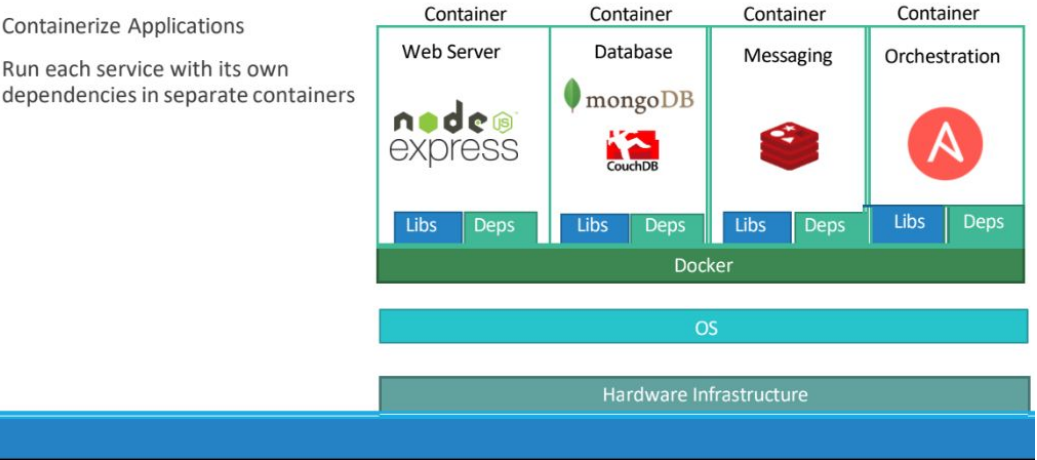 Containerize Applications
Run each service with its own
dependencies in separate containers
Container Container Container Container
Web Server Database Messaging Orchestration
node JS
express
mongoDB
CouchDB
A
Libs Deps Libs Deps Libs Deps Libs Deps
Docker
OS
Hardware Infrastructure